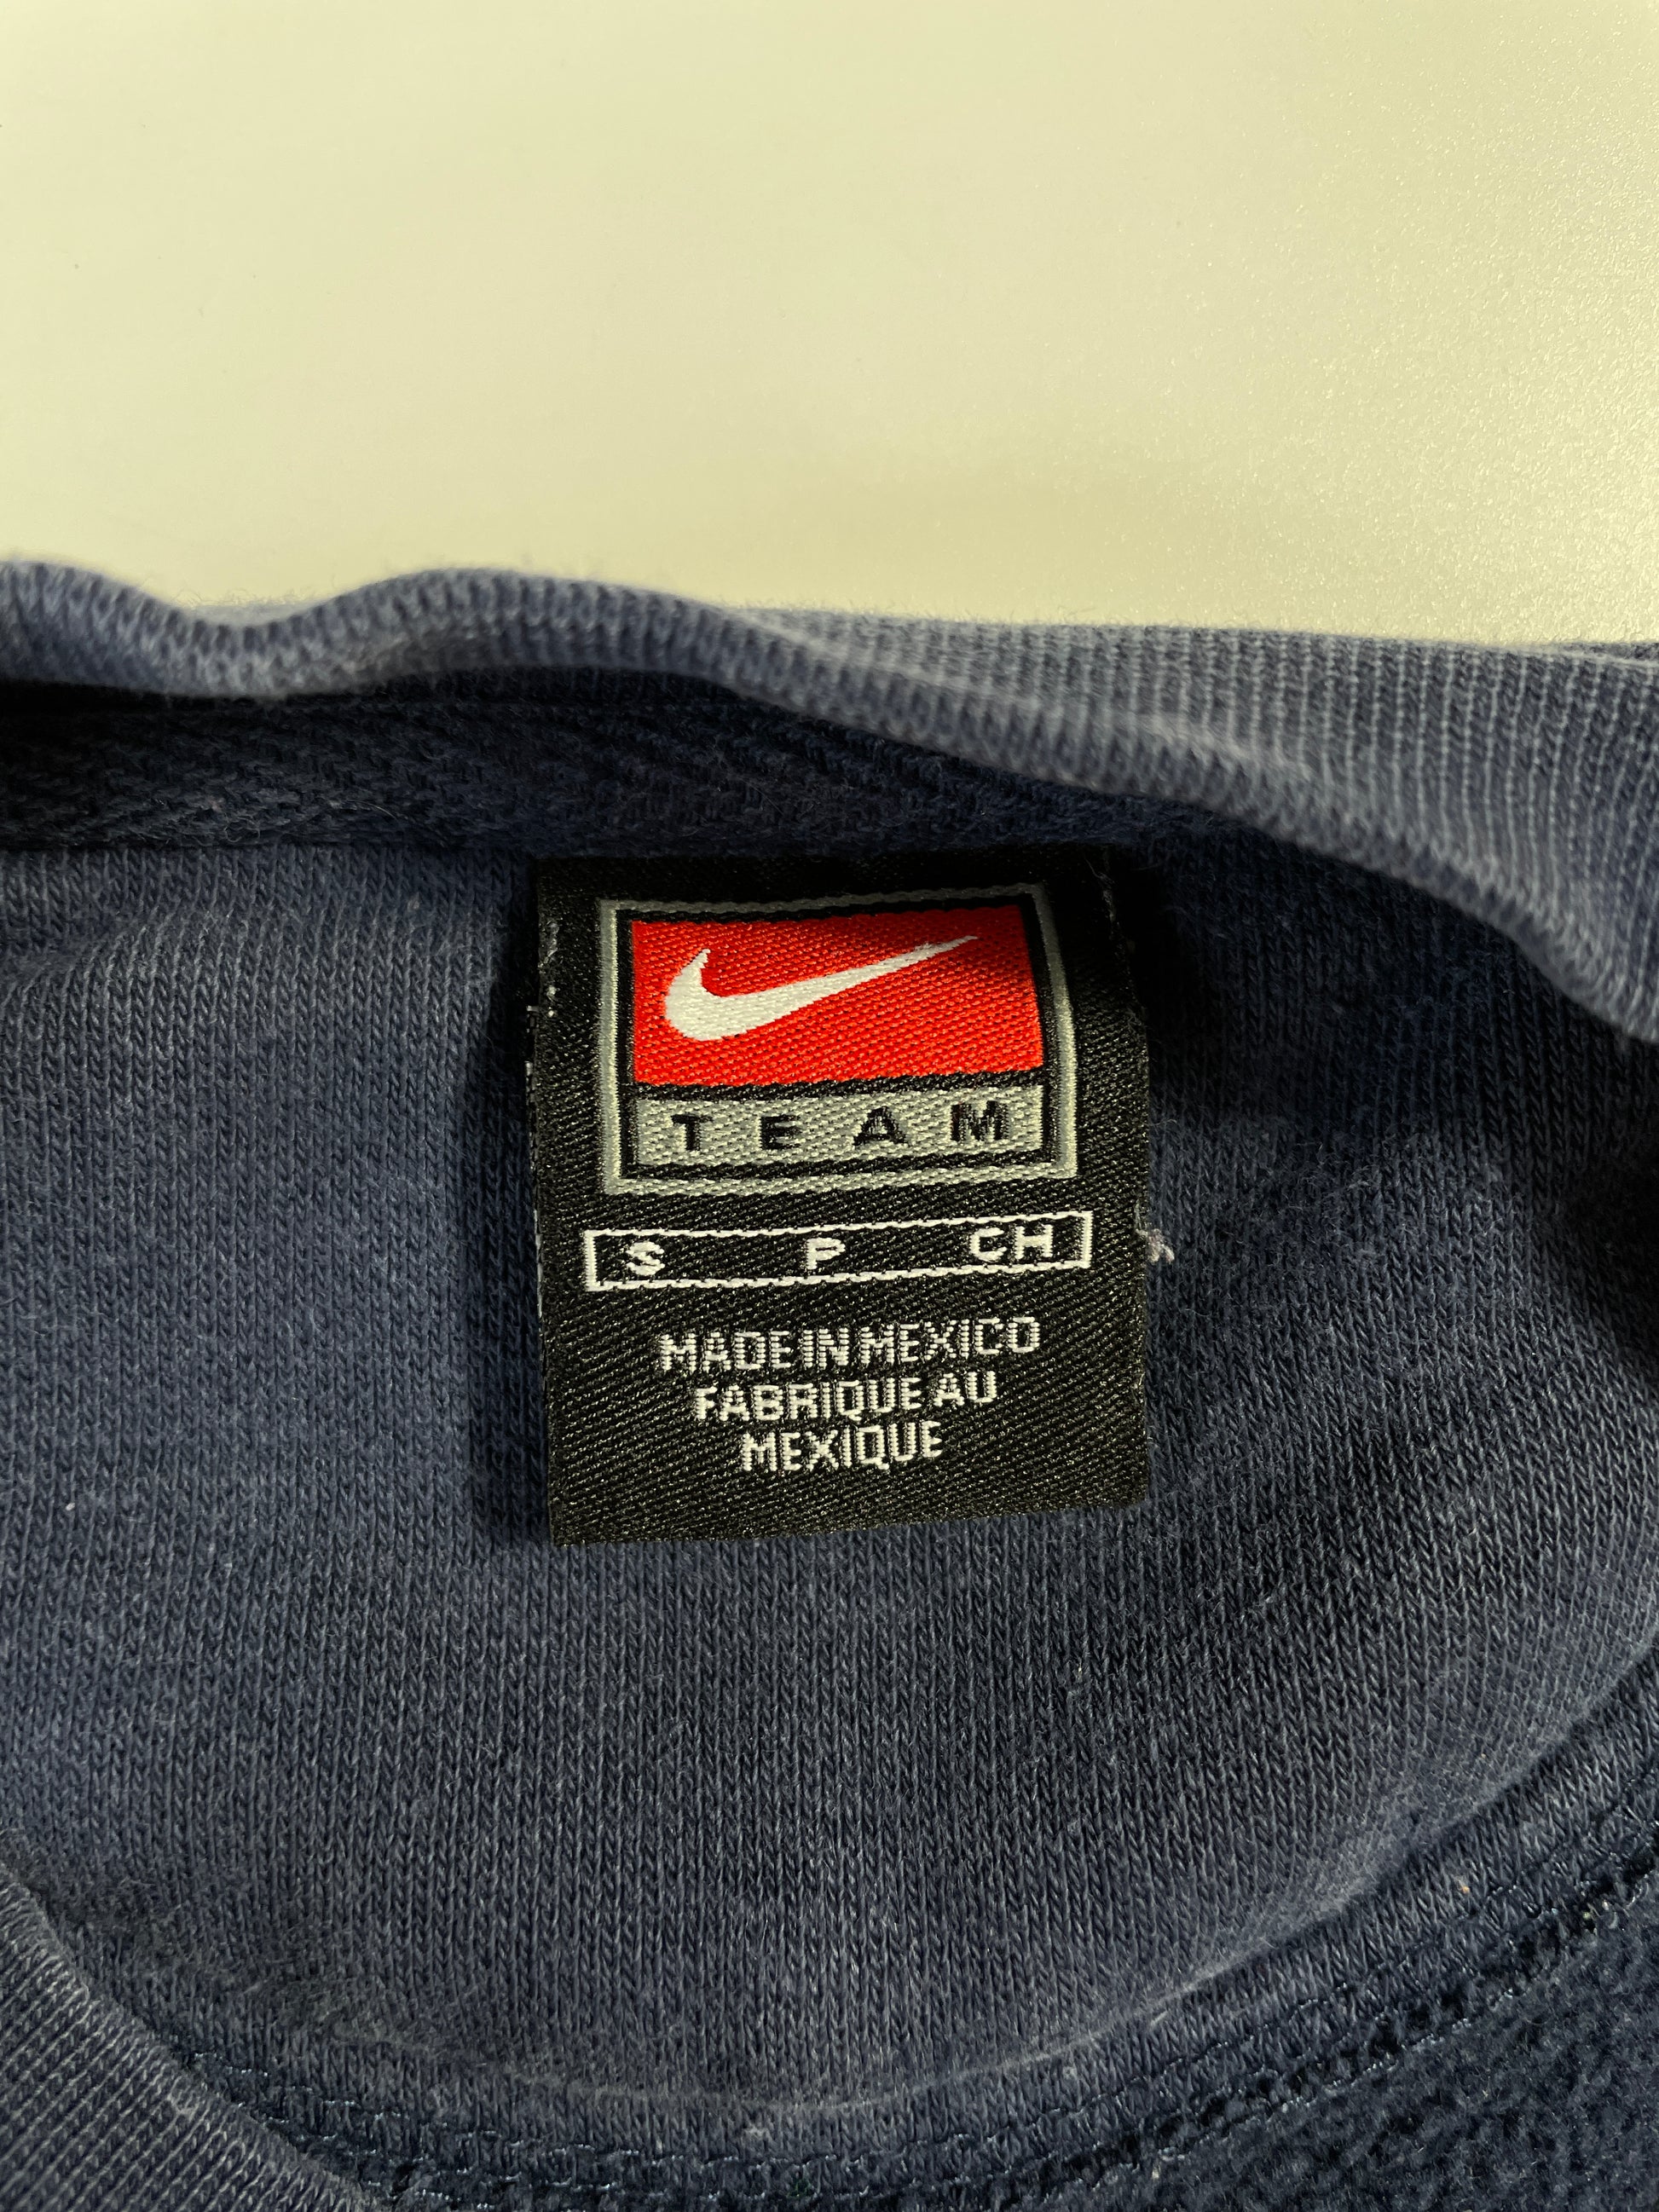 TEAM
S P CH
MADE IN MEXICO
FABRIQUE AU
MEXIQUE